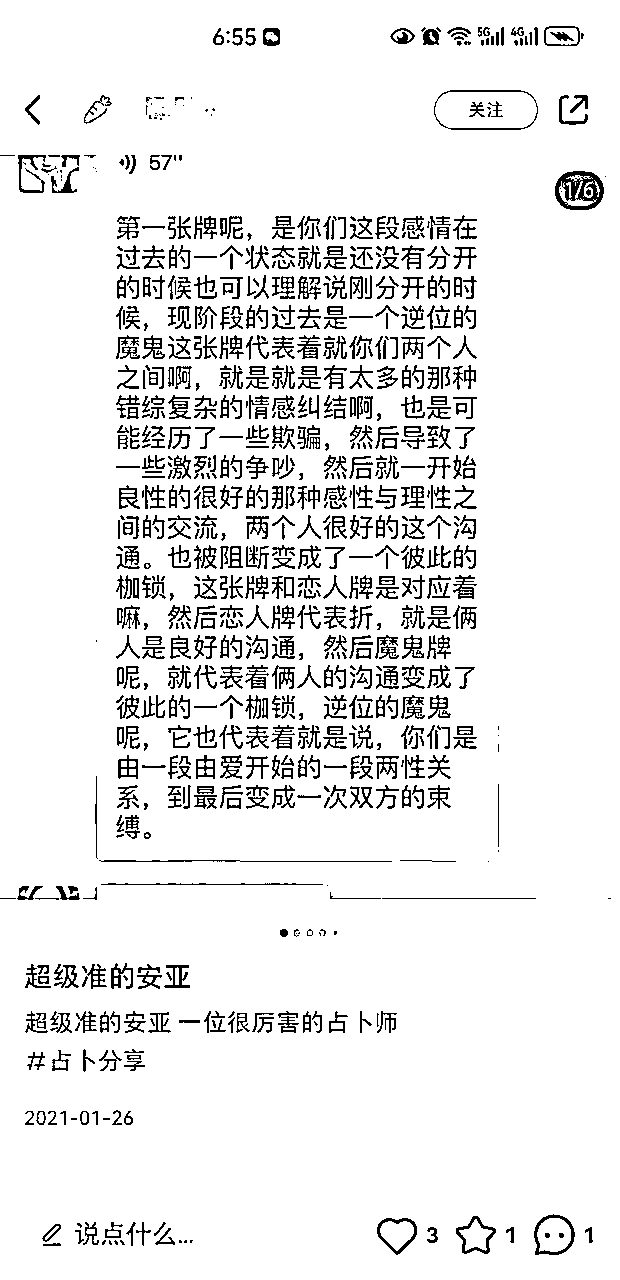 6:55 5G 4G
关注
57"
1/6
第一张牌呢，是你们这段感情在
过去的一个状态就是还没有分开
的时候也可以理解说刚分开的时
候，现阶段的过去是一个逆位的
魔鬼这张牌代表着就你们两个人
之间啊，就是就是有太多的那种
错综复杂的情感纠结啊，也是可
能经历了一些欺骗，然后导致了
一些激烈的争吵，然后就一开始
良性的很好的那种感性与理性之
间的交流，两个人很好的这个沟
通。也被阻断变成了一个彼此的
枷锁，这张牌和恋人牌是对应着
嘛，然后恋人牌代表折，就是俩
人是良好的沟通，然后魔鬼牌
呢，就代表着俩人的沟通变成了
彼此的一个枷锁，逆位的魔鬼
呢，它也代表着就是说，你们是
由一段由爱开始的一段两性关
系，到最后变成一次双方的束
缚。
超级准的安亚
超级准的安亚 一位很厉害的占卜师
#占卜分享
2021-01-26
说点什么... 3 1 1